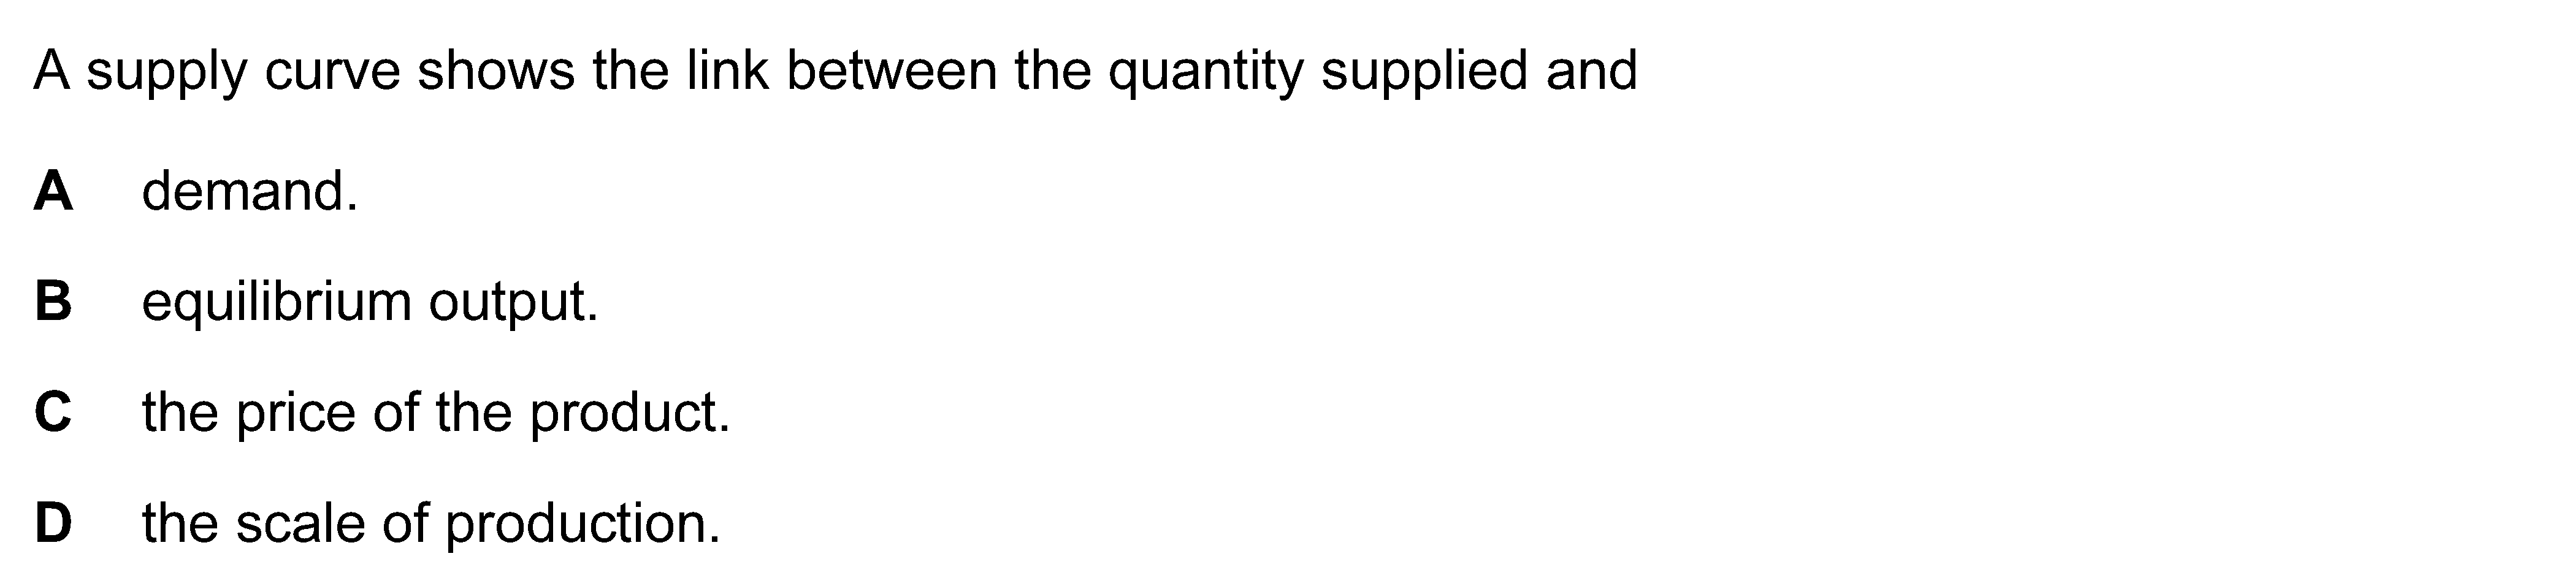 A supply curve shows the link between the quantity supplied and
A demand.
B equilibrium output.
C the price of the product.
D the scale of production.